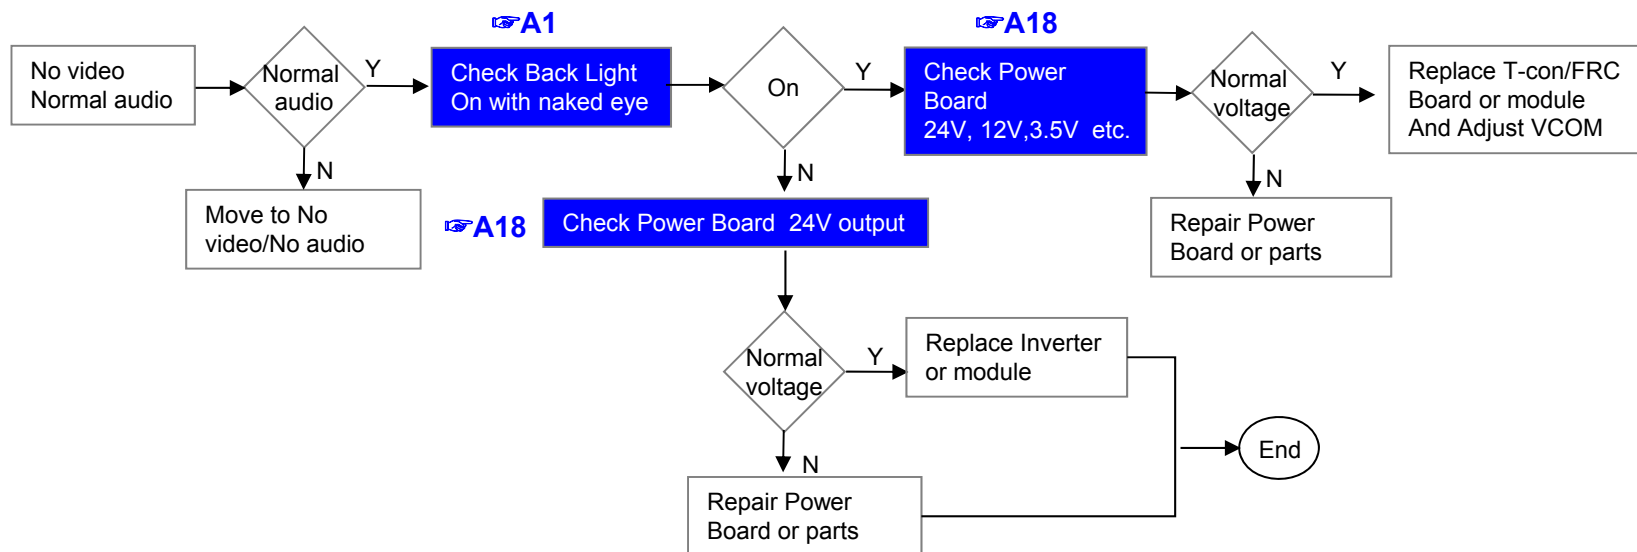 ☞A1
☞A18
No video
Normal audio
Normal
audio
Y
Check Back Light
On with naked eye
On
Y
Check Power
Board
24V, 12V,3.5V  etc.
Normal
voltage
Y
Replace T-con/FRC
Board or module
And Adjust VCOM
N
Move to No
video/No audio
N
☞A18
Check Power Board  24V output
N
Repair Power
Board or parts
Normal
voltage
Y
Replace Inverter
or module
End
N
Repair Power
Board or parts